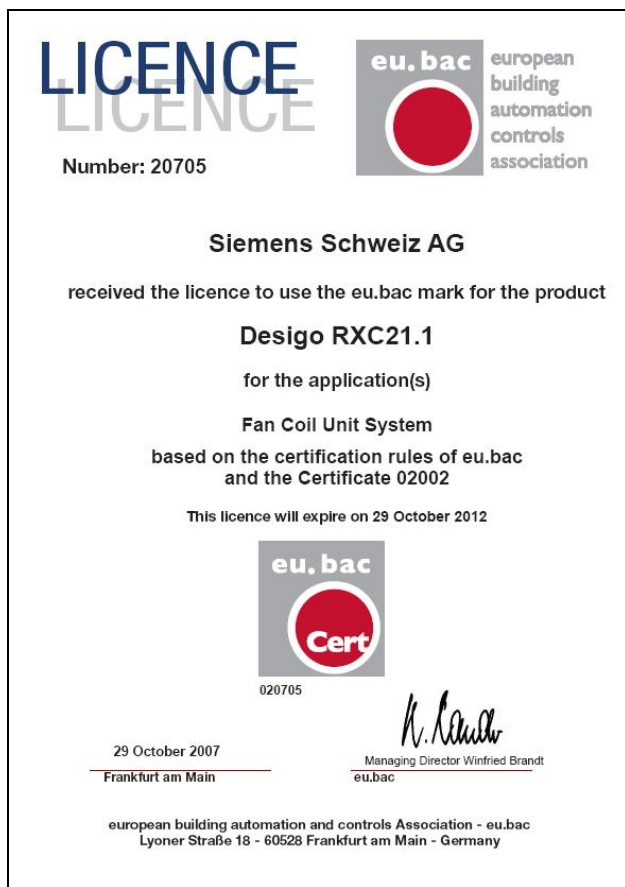 LICENCE
LICENCE
Number: 20705
eu.bac
european
building
automation
controls
association
Siemens Schweiz AG
received the licence to use the eu.bac mark for the product
Desigo RXC21.1
for the application(s)
Fan Coil Unit System
based on the certification rules of eu.bac
and the Certificate 02002
This licence will expire on 29 October 2012
eu.bac
Cert
020705
29 October 2007
Frankfurt am Main
Managing Director Winfried Brandt
eu.bac
european building automation and controls Association - eu.bac
Lyoner Straße 18 - 60528 Frankfurt am Main - Germany